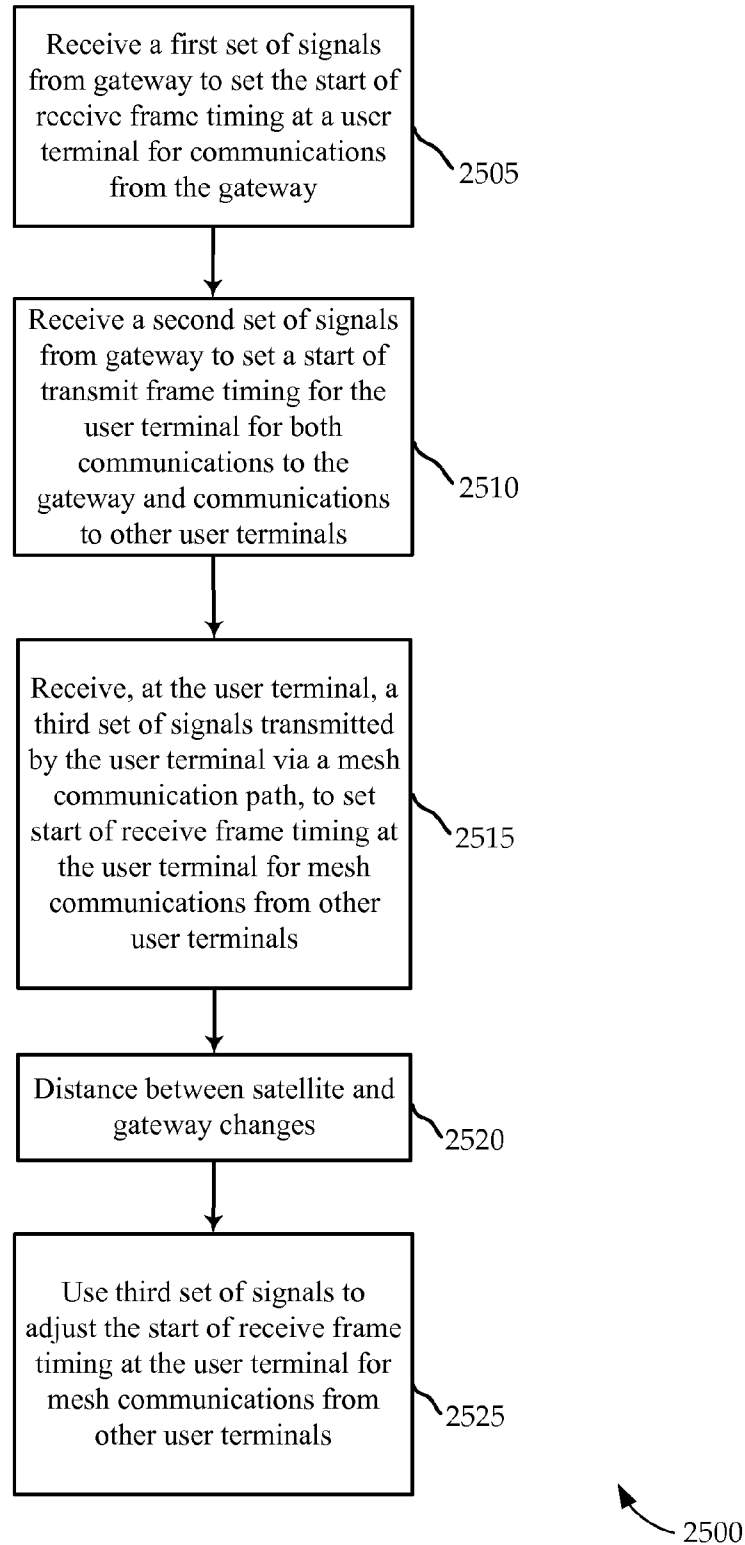 Receive a first set of signals
from gateway to set the start of
receive frame timing at a user
terminal for communications
from the gateway
2505
Receive a second set of signals
from gateway to set a start of
transmit frame timing for the
user terminal for both
communications to the
gateway and communications
to other user terminals
2510
Receive, at the user terminal, a
third set of signals transmitted
by the user terminal via a mesh
communication path, to set
start of receive frame timing at
the user terminal for mesh
communications from other
user terminals
2515
Distance between satellite and
gateway changes
2520
Use third set of signals to
adjust the start of receive frame
timing at the user terminal for
mesh communications from
other user terminals
2525
2500